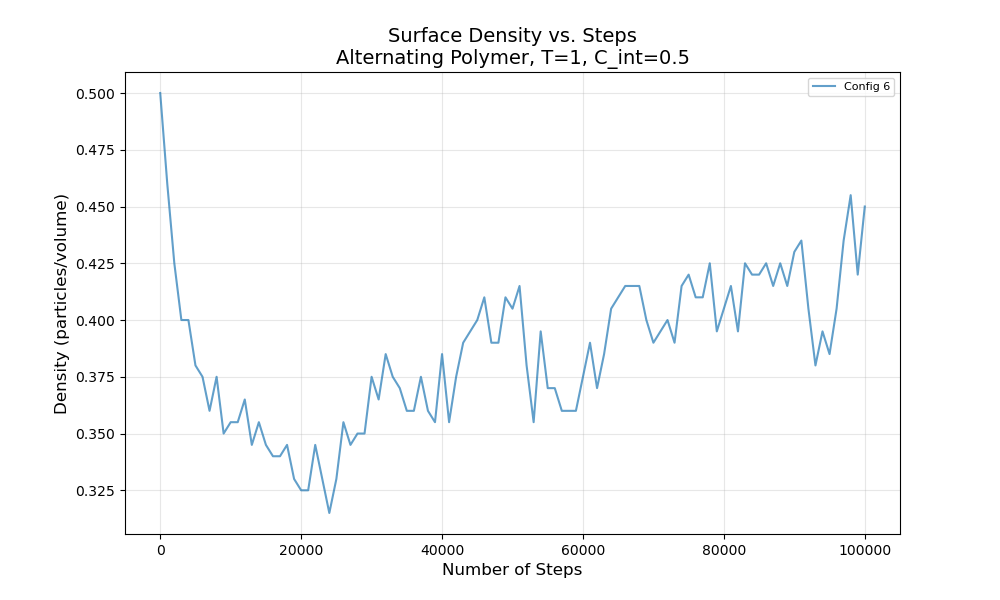 Surface Density vs. Steps
Alternating Polymer, T=1, C_int=0.5
Config 6
Density (particles/volume)
0.500
0.475
0.450
0.425
0.400
0.375
0.350
0.325
0
20000
40000
60000
80000
100000
Number of Steps